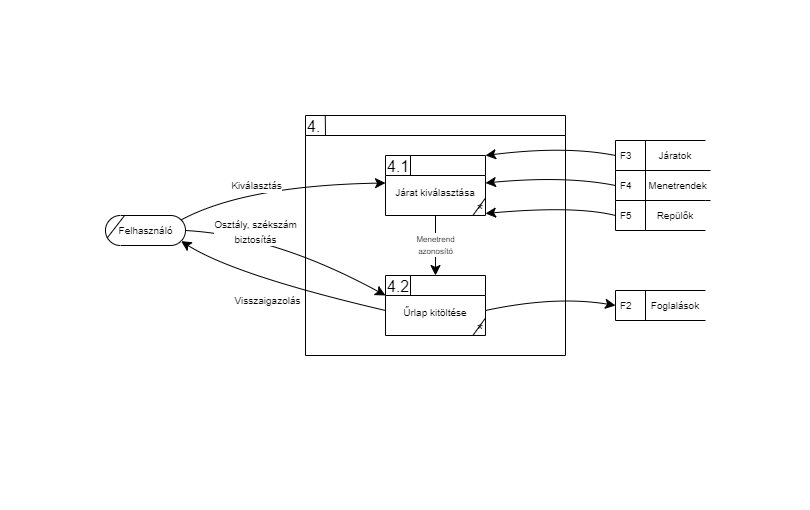 4.
4.1
Járat kiválasztása
F3
Járatok
F4
Menetrendek
F5
Repülők
Kiválasztás
Felhasználó
Osztály, székszám
biztosítás
Menetrend
azonosító
4.2
Űrlap kitöltése
Visszaigazolás
F2
Foglalások